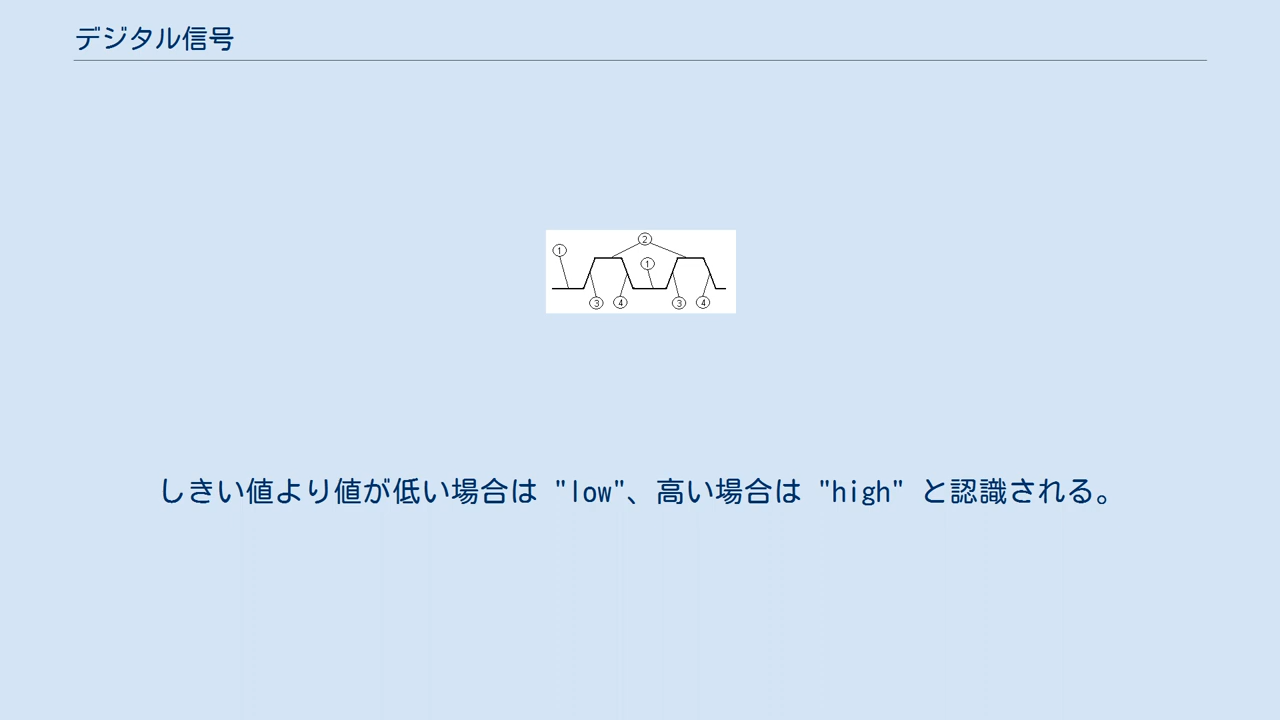 デジタル信号
②
① ①
③ ④ ③ ④
しきい値より値が低い場合は "low"、高い場合は "high" と認識される。